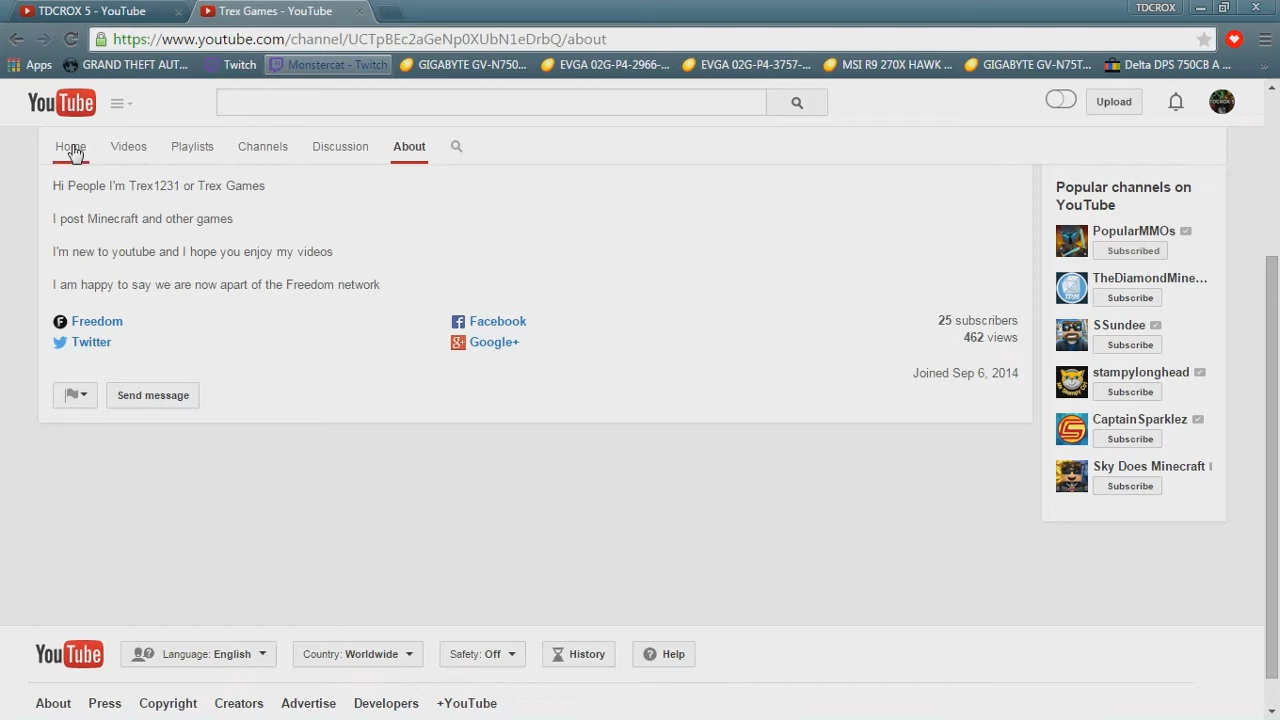 TDCROX 5 - YouTube
Trex Games - YouTube
TDCROX
https://www.youtube.com/channel/UCTpBEc2aGeNp0XUbN1eDrbQ/about
Apps GRAND THEFT AUT... Twitch Monstercat - Twitch GIGABYTE GV-N750... EVGA 02G-P4-2966-... EVGA 02G-P4-3757-... MSI R9 270X HAWK ... GIGABYTE GV-N75T... Delta DPS 750CB A ... »
YouTube
Upload
Home Videos Playlists Channels Discussion About
Hi People I'm Trex1231 or Trex Games
I post Minecraft and other games
I'm new to youtube and I hope you enjoy my videos
I am happy to say we are now apart of the Freedom network
Freedom Facebook 25 subscribers
Twitter Google+ 462 views
Joined Sep 6, 2014
Send message
Popular channels on
YouTube
PopularMMOs
Subscribed
TheDiamondMine...
Subscribe
SSundee
Subscribe
stampylonghead
Subscribe
CaptainSparklez
Subscribe
Sky Does Minecraft
Subscribe
YouTube Language: English Country: Worldwide Safety: Off History Help
About Press Copyright Creators Advertise Developers +YouTube